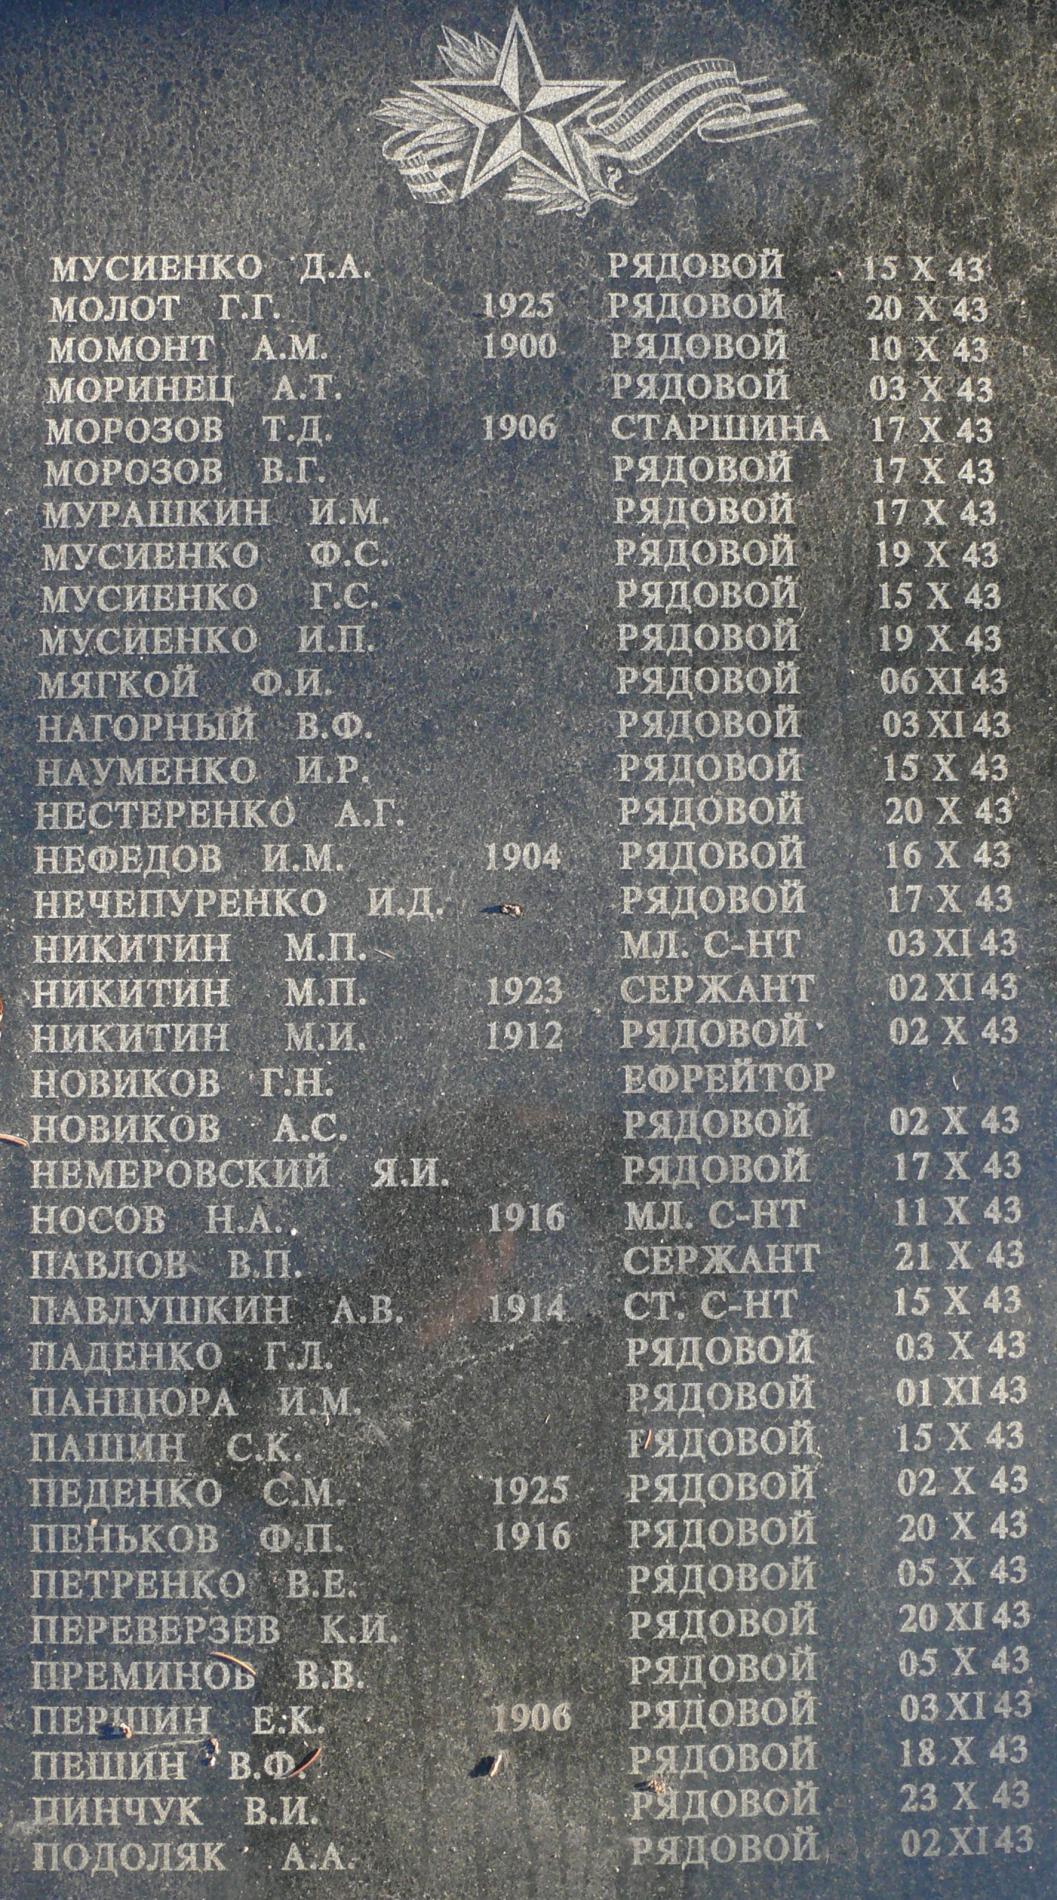 МУСИЕНКО Д.А. РЯДОВОЙ 15 X 43
МОЛОТ Г.Г. 1925 РЯДОВОЙ 20 X 43
МОМОНТ А.М. 1900 РЯДОВОЙ 10 X 43
МОРИНЕЦ А.Т. РЯДОВОЙ 03 X 43
МОРОЗОВ Т.Д. 1906 СТАРШИНА 17 X 43
МОРОЗОВ В.Г. РЯДОВОЙ 17 X 43
МУРАШКИН И.М. РЯДОВОЙ 17 X 43
МУСИЕНКО Ф.С. РЯДОВОЙ 19 X 43
МУСИЕНКО Г.С. РЯДОВОЙ 15 X 43
МУСИЕНКО И.П. РЯДОВОЙ 19 X 43
МЯГКОЙ Ф.И. РЯДОВОЙ 06 XI 43
НАГОРНЫЙ В.Ф. РЯДОВОЙ 03 XI 43
НАУМЕНКО И.Р. РЯДОВОЙ 15 X 43
НЕСТЕРЕНКО А.Г. РЯДОВОЙ 20 X 43
НЕФЕДОВ И.М. 1904 РЯДОВОЙ 16 X 43
НЕЧЕПУРЕНКО И.Д. РЯДОВОЙ 17 X 43
НИКИТИН М.П. МЛ. С-НТ 03 XI 43
НИКИТИН М.П. 1923 СЕРЖАНТ 02 XI 43
НИКИТИН М.И. 1912 РЯДОВОЙ 02 X 43
НОВИКОВ Г.Н. ЕФРЕЙТОР
НОВИКОВ А.С. РЯДОВОЙ 02 X 43
НЕМЕРОВСКИЙ Я.И. РЯДОВОЙ 17 X 43
НОСОВ Н.А. 1916 МЛ. С-НТ 11 X 43
ПАВЛОВ В.П. СЕРЖАНТ 21 X 43
ПАВЛУШКИН А.В. 1914 СТ. С-НТ 15 X 43
ПАДЕНКО Г.Л. РЯДОВОЙ 03 X 43
ПАНЦЮРА И.М. РЯДОВОЙ 01 XI 43
ПАШИН С.К. РЯДОВОЙ 15 X 43
ПЕДЕНКО С.М. 1925 РЯДОВОЙ 02 X 43
ПЕНЬКОВ Ф.П. 1916 РЯДОВОЙ 20 X 43
ПЕТРЕНКО В.Е. РЯДОВОЙ 05 X 43
ПЕРЕВЕРЗЕВ К.И. РЯДОВОЙ 20 XI 43
ПРЕМИНОВ В.В. РЯДОВОЙ 05 X 43
ПЕРШИН Е.К. 1906 РЯДОВОЙ 03 XI 43
ПЕШИН В.Ф. РЯДОВОЙ 18 X 43
ПИНЧУК В.И. РЯДОВОЙ 23 X 43
ПОДОЛЯК А.А. РЯДОВОЙ 02 XI 43